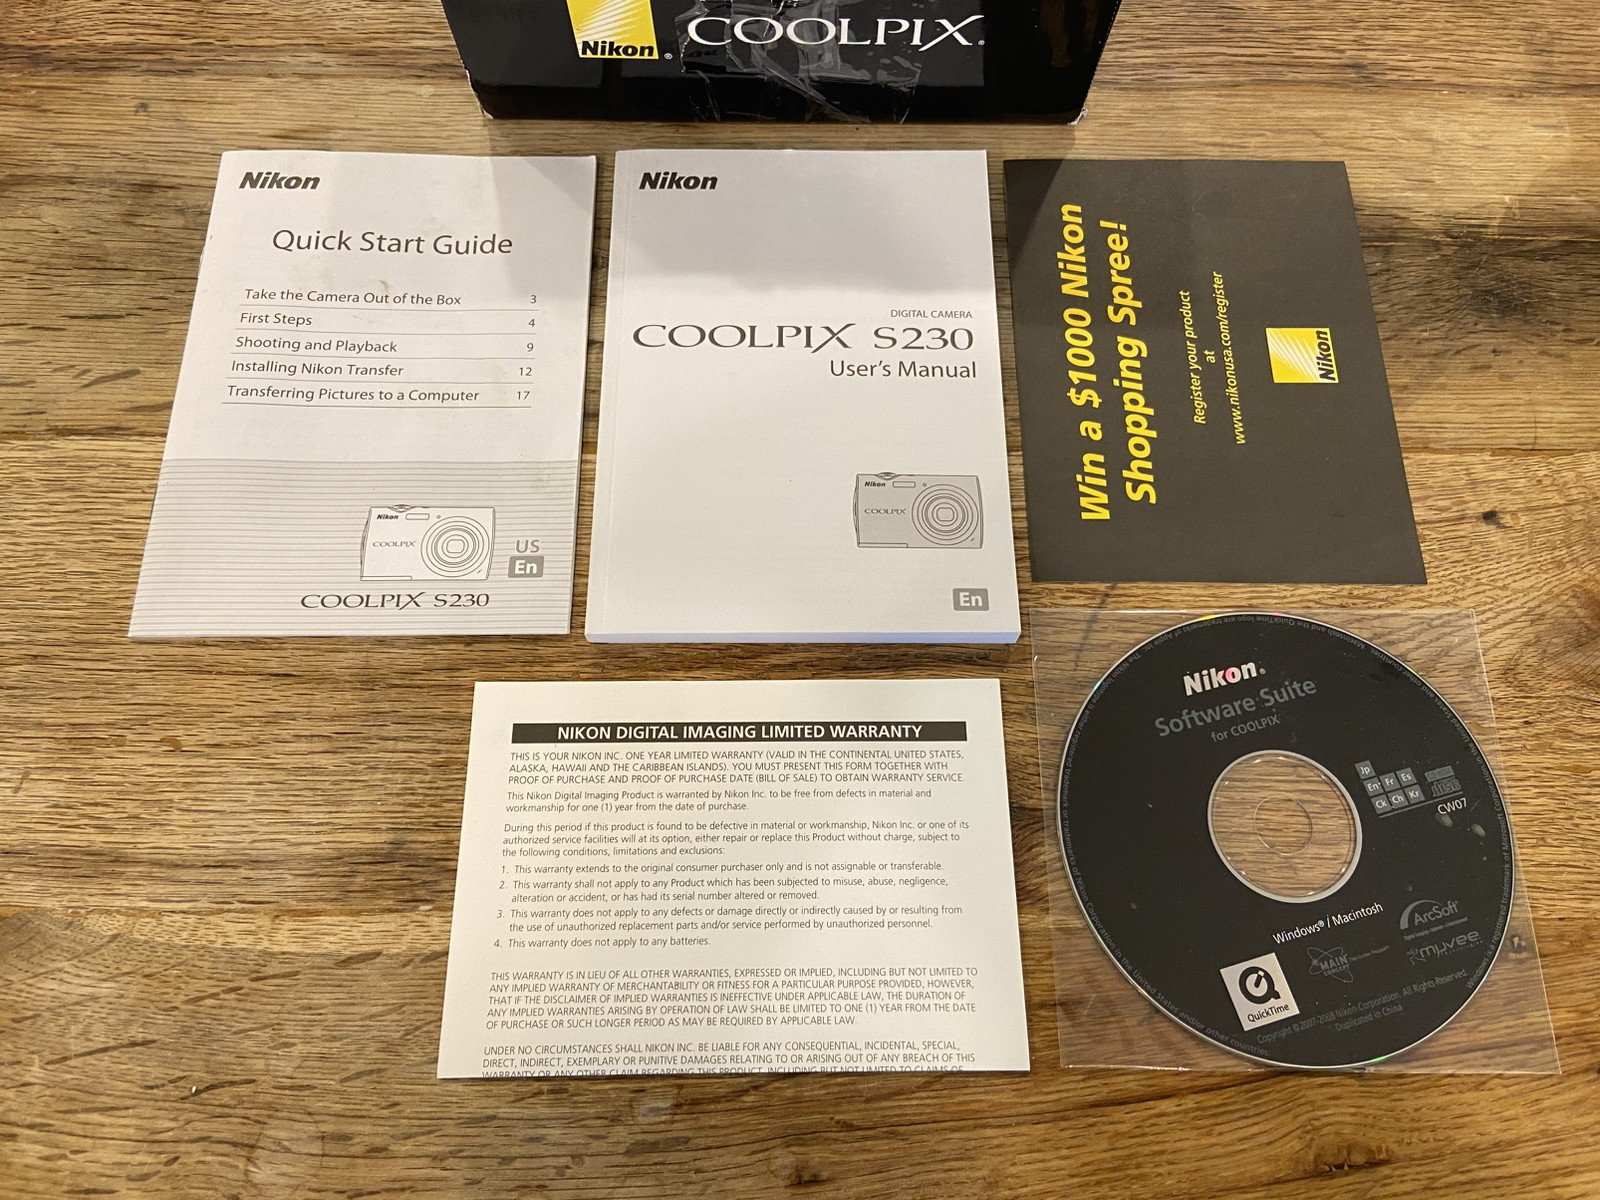 Nikon ®
COOLPIX®
Nikon
Quick Start Guide
Take the Camera Out of the Box 3
First Steps 4
Shooting and Playback 9
Installing Nikon Transfer 12
Transferring Pictures to a Computer 17
Nikon
COOLPIX
US
En
COOLPIX S230
Nikon
DIGITAL CAMERA
COOLPIX S230
User's Manual
Nikon
COOLPIX
En
Win a $1000 Nikon
Shopping Spree!
Register your product
at
www.nikonusa.com/register
Nikon
NIKON DIGITAL IMAGING LIMITED WARRANTY
THIS IS YOUR NIKON INC. ONE YEAR LIMITED WARRANTY (VALID IN THE CONTINENTAL UNITED STATES,
ALASKA, HAWAII AND THE CARIBBEAN ISLANDS). YOU MUST PRESENT THIS FORM TOGETHER WITH
PROOF OF PURCHASE AND PROOF OF PURCHASE DATE (BILL OF SALE) TO OBTAIN WARRANTY SERVICE.
This Nikon Digital Imaging Product is warranted by Nikon Inc. to be free from defects in material and
workmanship for one (1) year from the date of purchase.
During this period if this product is found to be defective in material or workmanship, Nikon Inc. or one of its
authorized service facilities will at its option, either repair or replace this Product without charge, subject to
the following conditions, limitations and exclusions:
1. This warranty extends to the original consumer purchaser only and is not assignable or transferable.
2. This warranty shall not apply to any Product which has been subjected to misuse, abuse, negligence,
alteration or accident, or has had its serial number altered or removed.
3. This warranty does not apply to any defects or damage directly or indirectly caused by or resulting from
the use of unauthorized replacement parts and/or service performed by unauthorized personnel.
4. This warranty does not apply to any batteries.
THIS WARRANTY IS IN LIEU OF ALL OTHER WARRANTIES, EXPRESSED OR IMPLIED, INCLUDING BUT NOT LIMITED TO
ANY IMPLIED WARRANTY OF MERCHANTABILITY OR FITNESS FOR A PARTICULAR PURPOSE PROVIDED, HOWEVER,
THAT IF THE DISCLAIMER OF IMPLIED WARRANTIES IS INEFFECTIVE UNDER APPLICABLE LAW, THE DURATION OF
ANY IMPLIED WARRANTIES ARISING BY OPERATION OF LAW SHALL BE LIMITED TO ONE (1) YEAR FROM THE DATE
OF PURCHASE OR SUCH LONGER PERIOD AS MAY BE REQUIRED BY APPLICABLE LAW.
UNDER NO CIRCUMSTANCES SHALL NIKON INC. BE LIABLE FOR ANY CONSEQUENTIAL, INCIDENTAL, SPECIAL,
DIRECT, INDIRECT, EXEMPLARY OR PUNITIVE DAMAGES RELATING TO OR ARISING OUT OF ANY BREACH OF THIS
WARRANTY OR ANY OTHER CLAIM REGARDING THIS PRODUCT, INCLUDING BUT NOT LIMITED TO CLAIMS OF
Nikon®
Software Suite
for COOLPIX
Jp
En Fr Es
Ck Ch Kr
CW07
Windows® / Macintosh
ArcSoft
MAIN
CONCEPT
muvee
QuickTime
Copyright © 2007-2008 Nikon Corporation. All Rights Reserved.
Duplicated in China